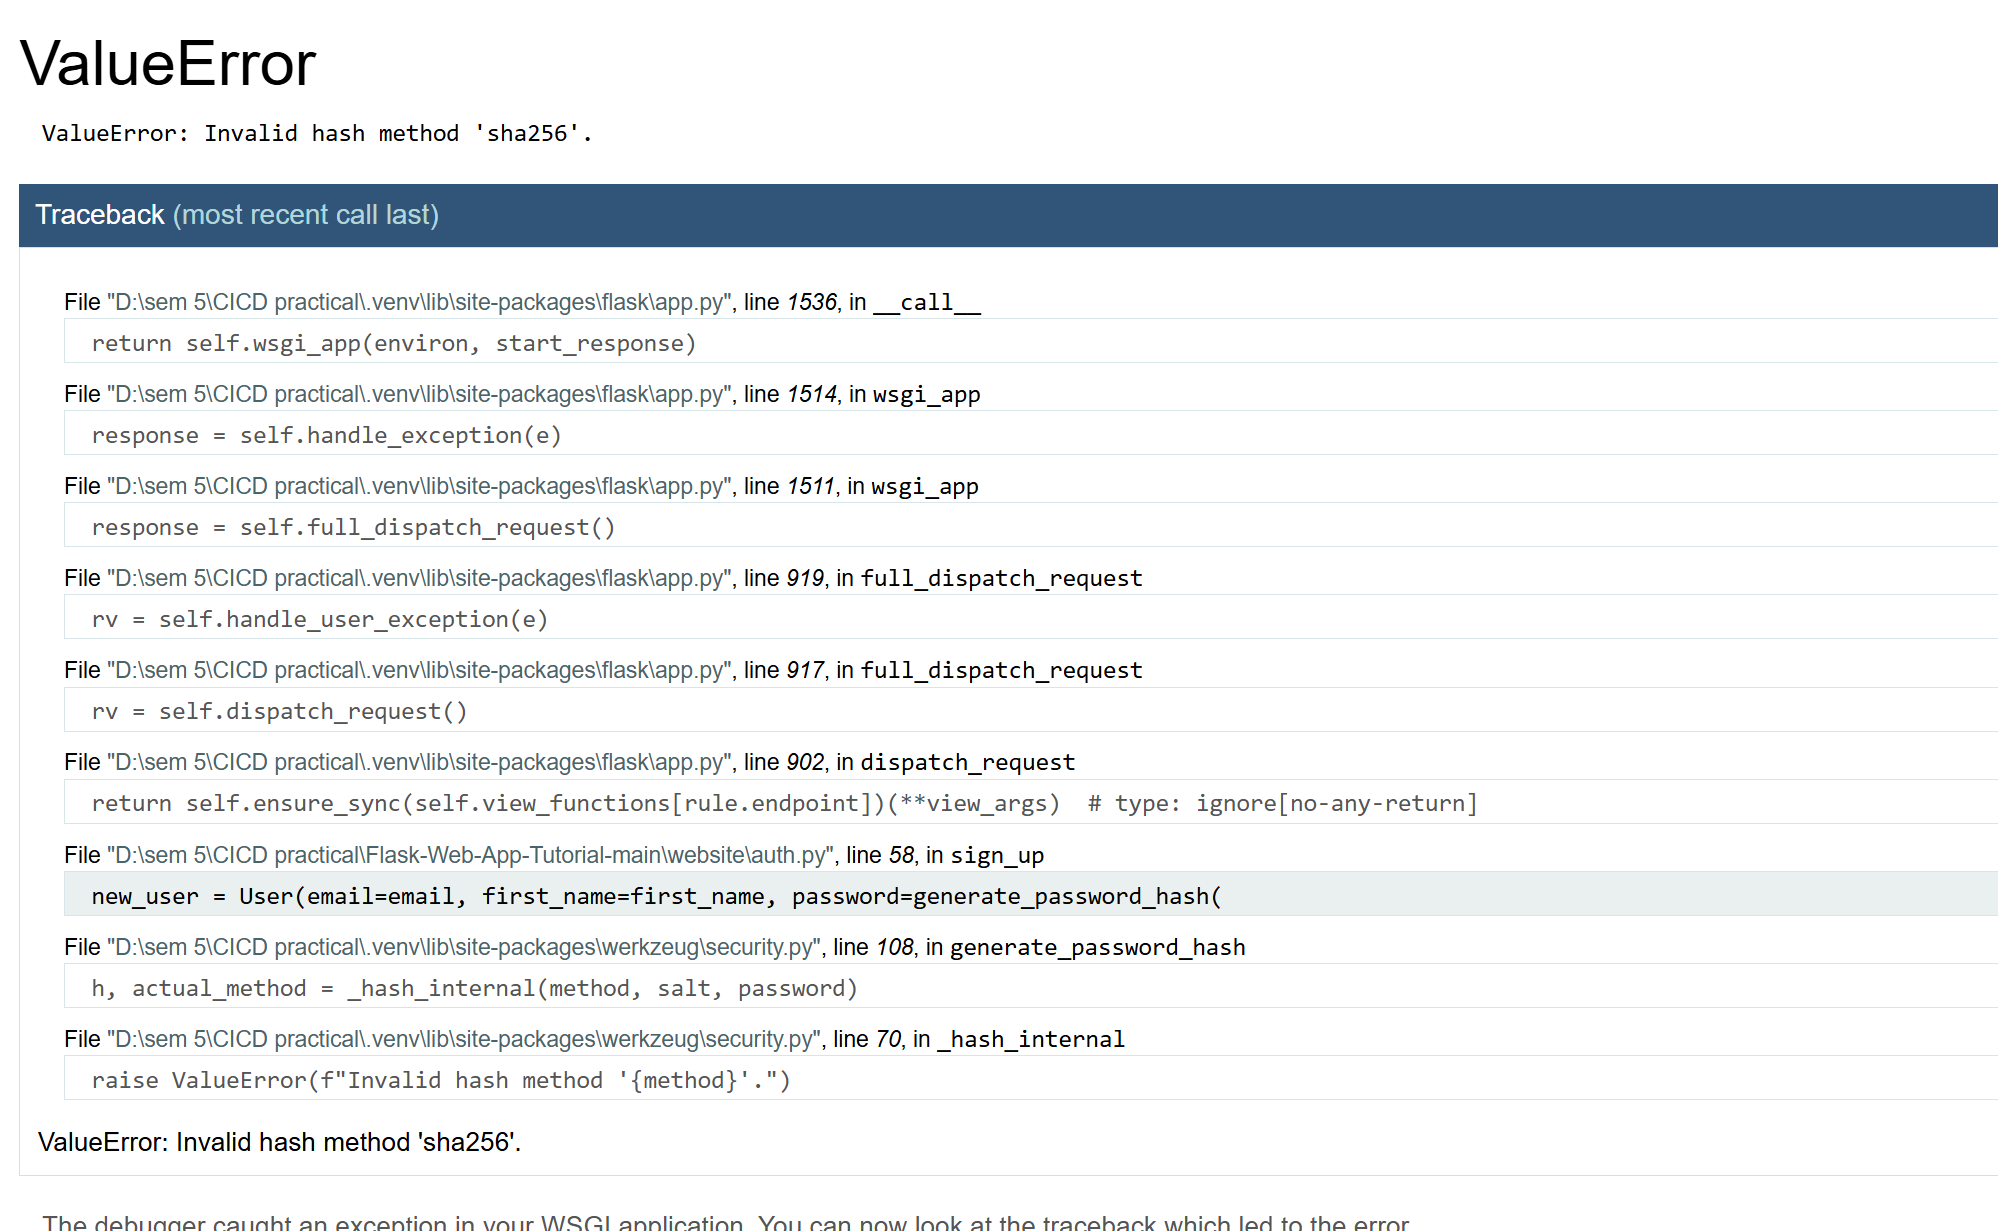 ValueError
ValueError: Invalid hash method 'sha256'.
Traceback (most recent call last)
File "D:\sem 5\CICD practical\.venv\lib\site-packages\flask\app.py", line 1536, in __call__
return self.wsgi_app(environ, start_response)
File "D:\sem 5\CICD practical\.venv\lib\site-packages\flask\app.py", line 1514, in wsgi_app
response = self.handle_exception(e)
File "D:\sem 5\CICD practical\.venv\lib\site-packages\flask\app.py", line 1511, in wsgi_app
response = self.full_dispatch_request()
File "D:\sem 5\CICD practical\.venv\lib\site-packages\flask\app.py", line 919, in full_dispatch_request
rv = self.handle_user_exception(e)
File "D:\sem 5\CICD practical\.venv\lib\site-packages\flask\app.py", line 917, in full_dispatch_request
rv = self.dispatch_request()
File "D:\sem 5\CICD practical\.venv\lib\site-packages\flask\app.py", line 902, in dispatch_request
return self.ensure_sync(self.view_functions[rule.endpoint])(**view_args)  # type: ignore[no-any-return]
File "D:\sem 5\CICD practical\Flask-Web-App-Tutorial-main\website\auth.py", line 58, in sign_up
new_user = User(email=email, first_name=first_name, password=generate_password_hash(
File "D:\sem 5\CICD practical\.venv\lib\site-packages\werkzeug\security.py", line 108, in generate_password_hash
h, actual_method = _hash_internal(method, salt, password)
File "D:\sem 5\CICD practical\.venv\lib\site-packages\werkzeug\security.py", line 70, in _hash_internal
raise ValueError(f"Invalid hash method '{method}'.")
ValueError: Invalid hash method 'sha256'.
The debugger caught an exception in your WSGI application. You can now look at the traceback which led to the error.